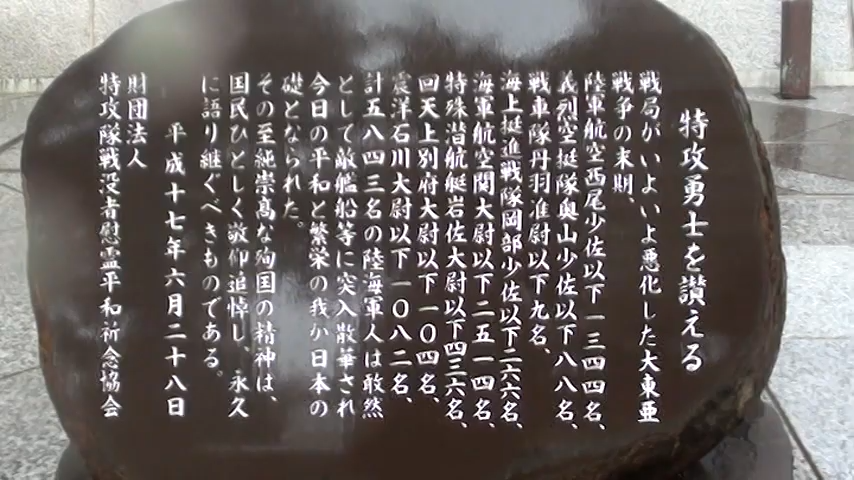 特攻勇士を讃える
戦局がいよいよ悪化した大東亜
戦争の末期、
陸軍航空西尾少佐以下一三四四名、
義烈空挺隊奥山少佐以下八八名、
戦車隊丹羽准尉以下九名、
海上挺進戦隊岡部少佐以下二六六名、
海軍航空関大尉以下二五一四名、
特殊潜航艇岩佐大尉以下四三六名、
回天上別府大尉以下一〇四名、
震洋石川大尉以下一〇八二名、
計五八四三名の陸海軍人は敢然
として敵艦船等に突入散華され
今日の平和と繁栄の我が日本の
礎となられた。
その至純崇高な殉国の精神は、
国民ひとしく敬仰追悼し、永久
に語り継ぐべきものである。
平成十七年六月二十八日
財団法人
特攻隊戦没者慰霊平和祈念協会